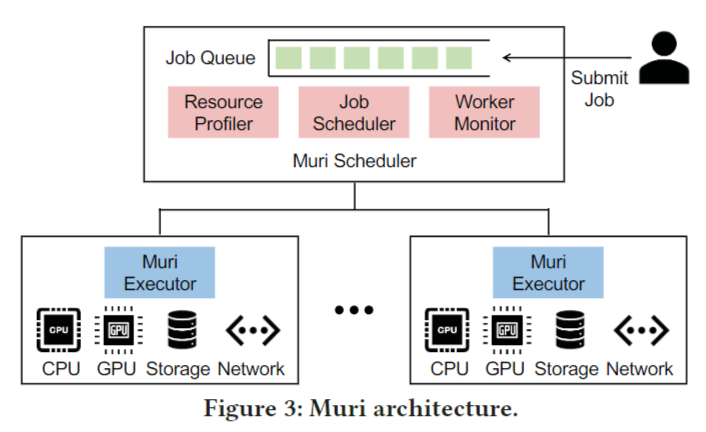 Job Queue
Submit
Job
Resource
Profiler
Job
Scheduler
Worker
Monitor
Muri Scheduler
Muri
Executor
CPU
GPU
CPU GPU Storage Network
Muri
Executor
CPU
GPU
CPU GPU Storage Network
Figure 3: Muri architecture.